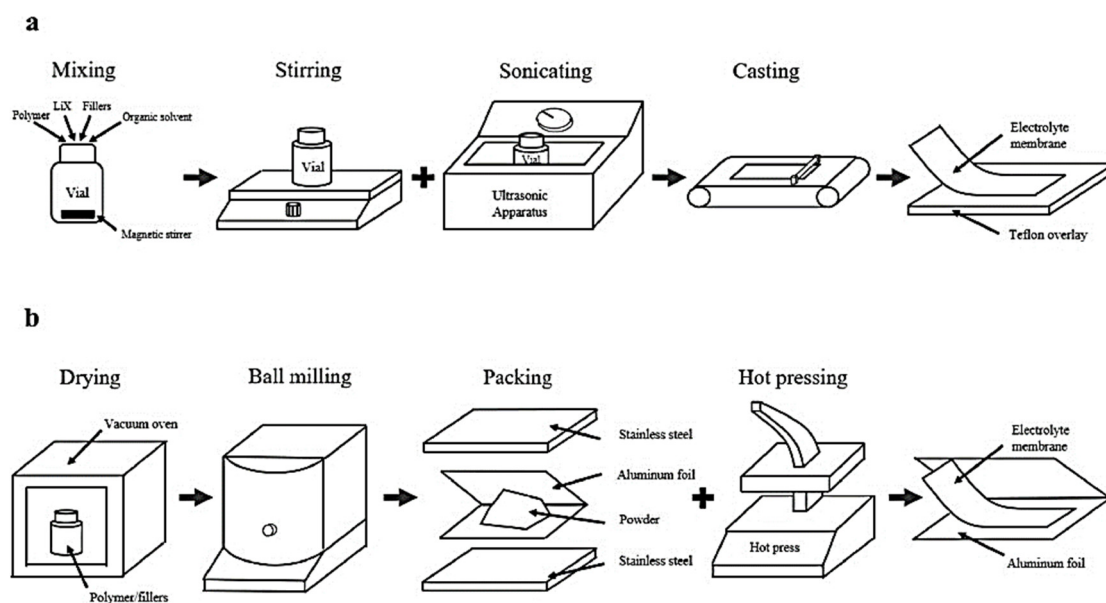 a
Mixing
Stirring
Sonicating
Casting
LiX
Fillers
Polymer
Organic solvent
Vial
Magnetic stirrer
Vial
Vial
Ultrasonic
Apparatus
Electrolyte
membrane
Teflon overlay
b
Drying
Ball milling
Packing
Hot pressing
Vacuum oven
Polymer/fillers
Stainless steel
Aluminum foil
Powder
Stainless steel
Hot press
Electrolyte
membrane
Aluminum foil